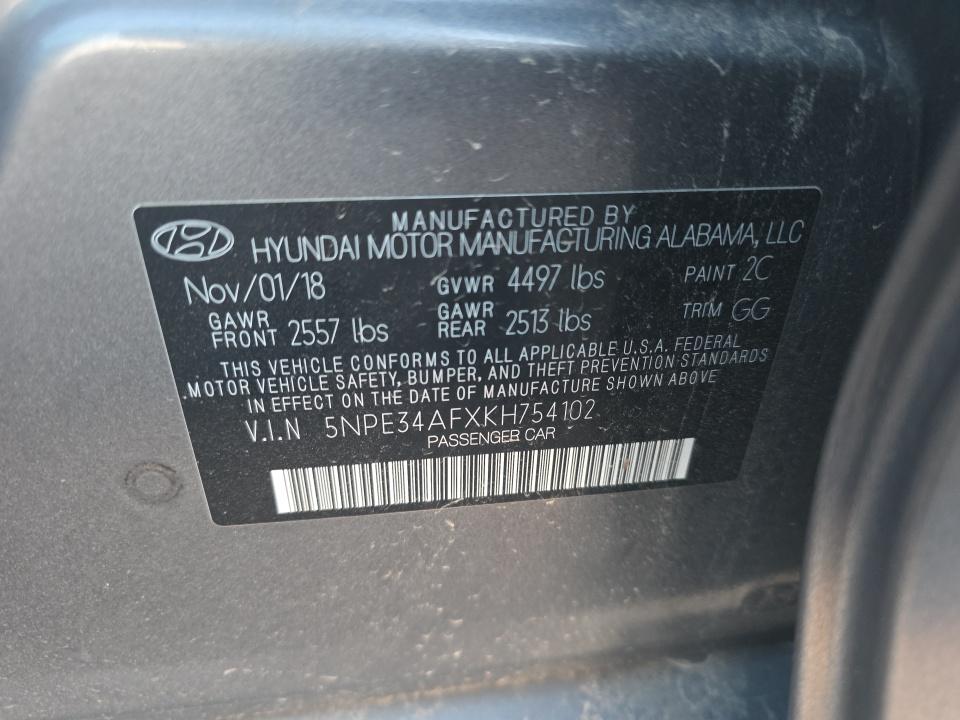 MANUFACTURED BY
HYUNDAI MOTOR MANUFACTURING ALABAMA, LLC
Nov/01/18 GVWR 4497 lbs PAINT 2C
GAWR FRONT 2557 lbs GAWR REAR 2513 lbs TRIM GG
THIS VEHICLE CONFORMS TO ALL APPLICABLE U.S.A. FEDERAL
MOTOR VEHICLE SAFETY, BUMPER, AND THEFT PREVENTION STANDARDS
IN EFFECT ON THE DATE OF MANUFACTURE SHOWN ABOVE
V.I.N 5NPE34AFXKH754102
PASSENGER CAR